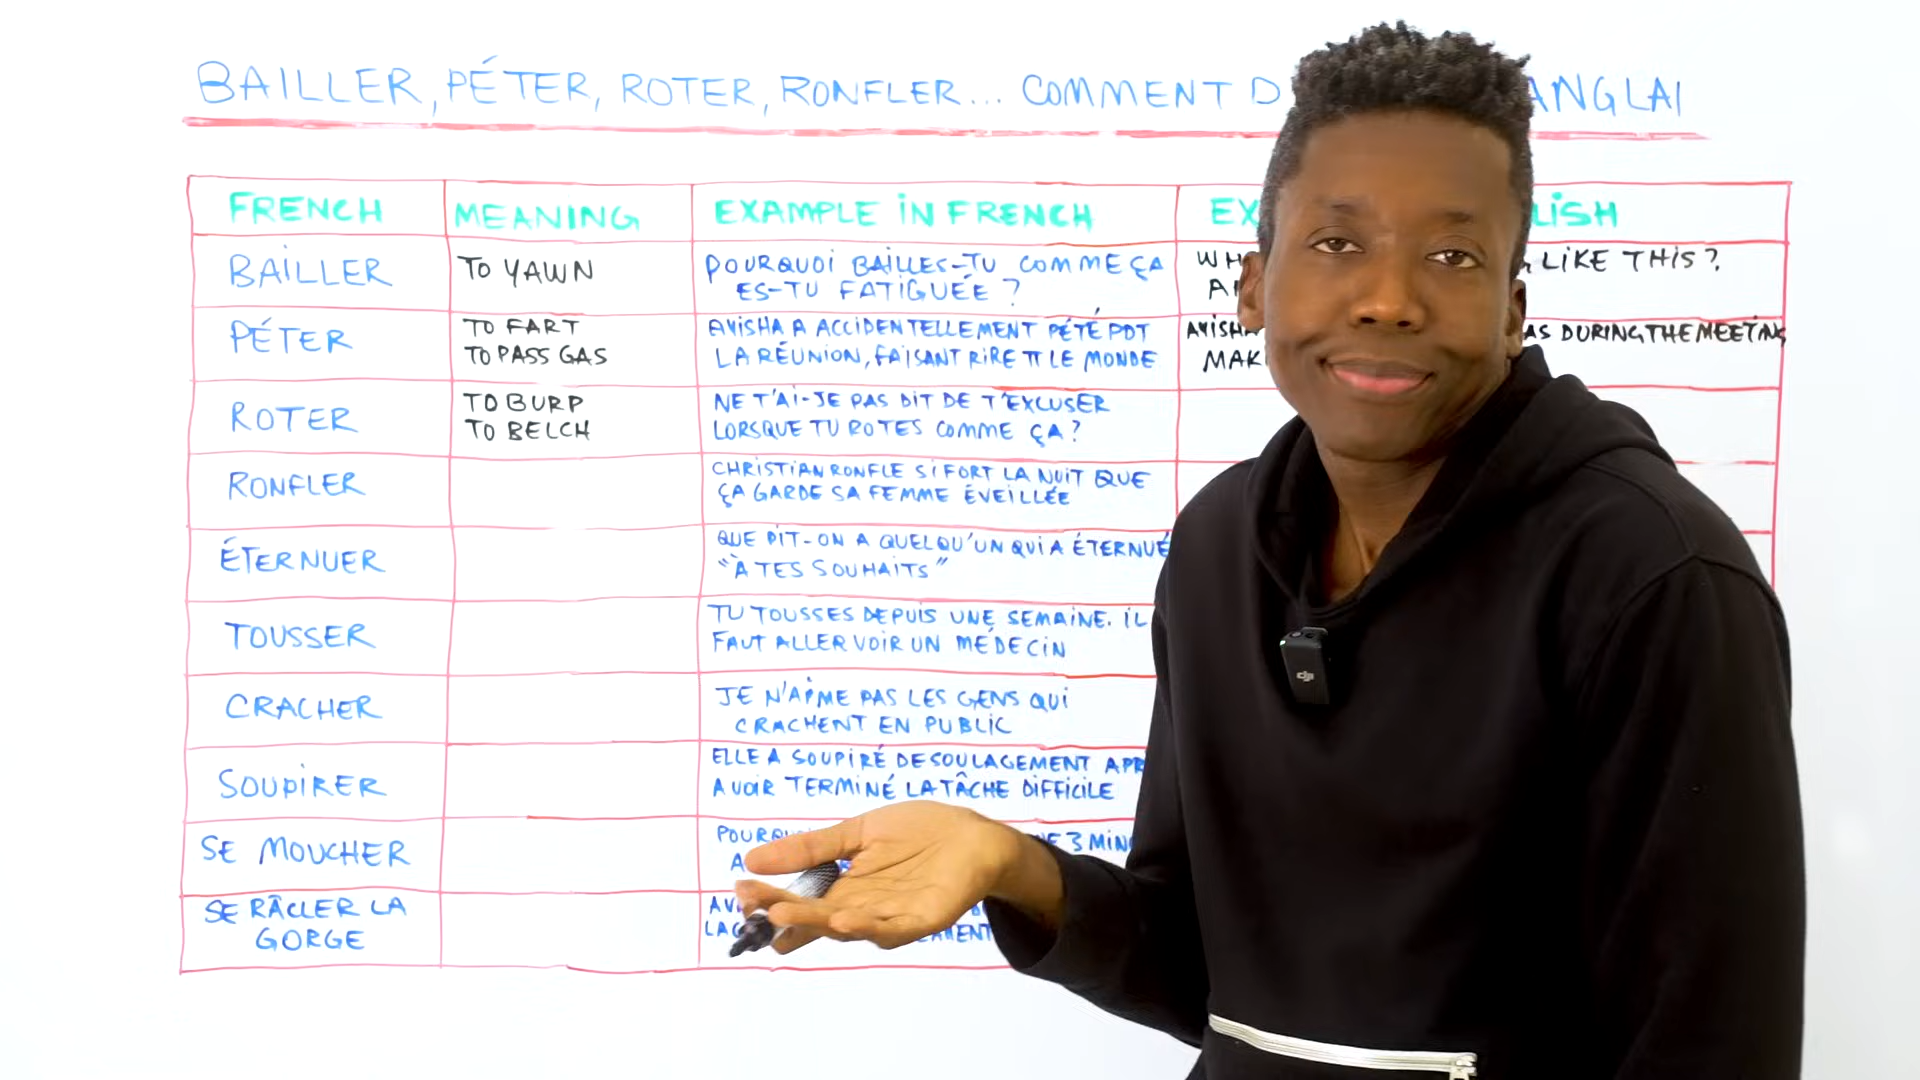 BAILLER, PÉTER, ROTER, RONFLER... COMMENT D ANGLAI
FRENCH MEANING EXAMPLE IN FRENCH EX LISH
BAILLER TO YAWN POURQUOI BAILLES-TU COMME ÇA
ES-TU FATIGUÉE ?
WH LIKE THIS?
PÉTER TO FART
TO PASS GAS
AVISHA A ACCIDENTELLEMENT PÉTÉ PDT
LA RÉUNION, FAISANT RIRE TT LE MONDE
AVISHA AS DURING THE MEETING
MAK
ROTER TO BURP
TO BELCH
NE T'AI-JE PAS DIT DE T'EXCUSER
LORSQUE TU ROTES COMME ÇA?
RONFLER CHRISTIAN RONFLE SI FORT LA NUIT QUE
ÇA GARDE SA FEMME ÉVEILLÉE
ÉTERNUER QUE DIT-ON A QUELQU'UN QUI A ÉTERNUÉ
"À TES SOUHAITS"
TOUSSER TU TOUSSES DEPUIS UNE SEMAINE. IL
FAUT ALLER VOIR UN MÉDECIN
CRACHER JE N'AIME PAS LES GENS QUI
CRACHENT EN PUBLIC
SOUPIRER ELLE A SOUPIRÉ DE SOULAGEMENT APR
AVOIR TERMINÉ LA TÂCHE DIFFICILE
SE MOUCHER 3 MIN
SE RÂCLER LA
GORGE
dji